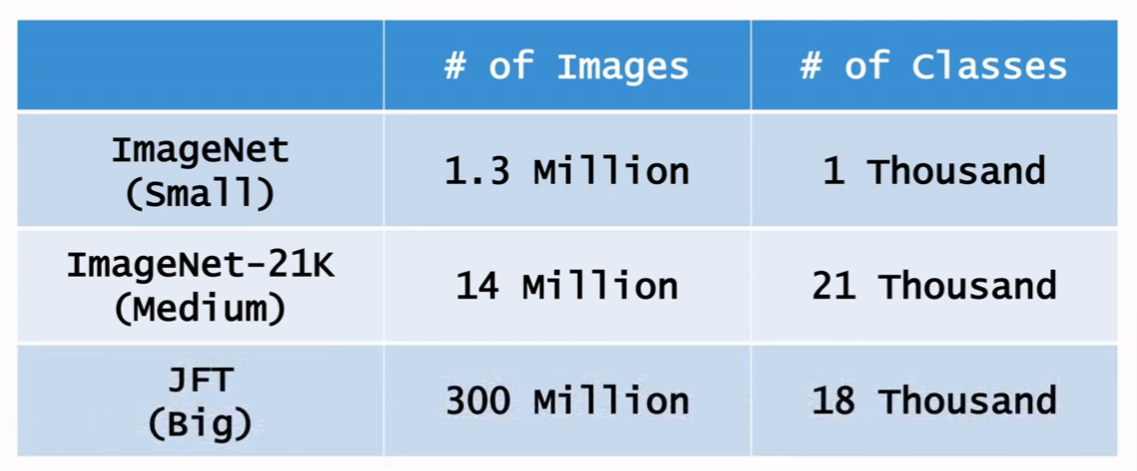 # of Images # of Classes
ImageNet
(Small) 1.3 Million 1 Thousand
ImageNet-21K
(Medium) 14 Million 21 Thousand
JFT
(Big) 300 Million 18 Thousand